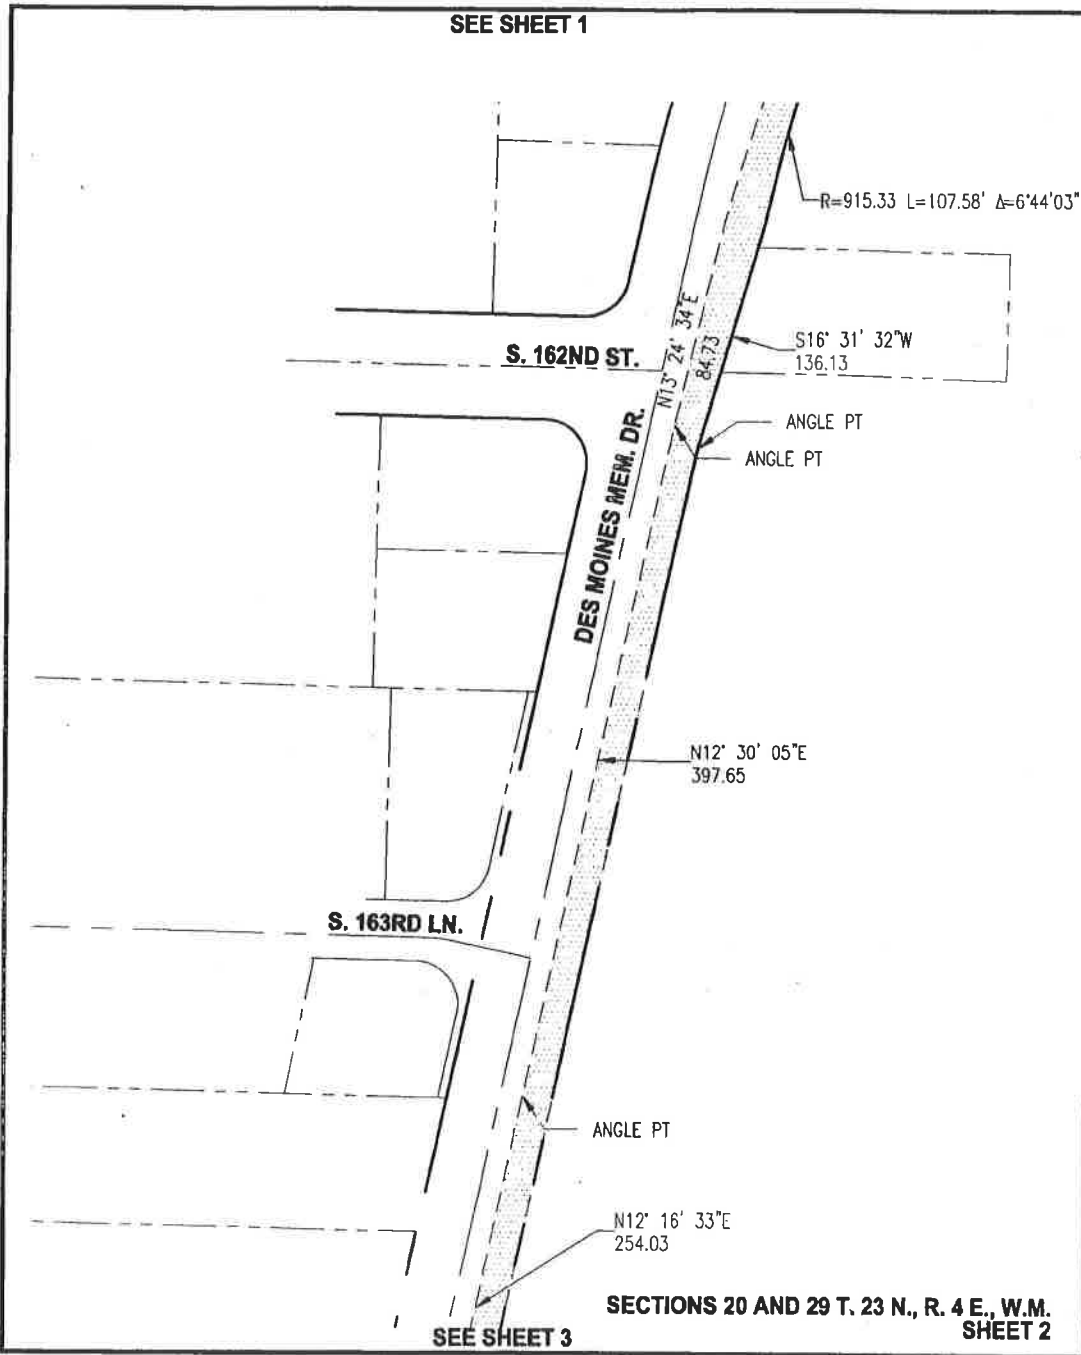 SEE SHEET 1
R=915.33 L=107.58' Δ=6°44'03"
N13° 24' 34"E
84.73
S16° 31' 32"W
136.13
S. 162ND ST.
ANGLE PT
ANGLE PT
DES MOINES MEM. DR.
N12° 30' 05"E
397.65
S. 163RD LN.
ANGLE PT
N12° 16' 33"E
254.03
SECTIONS 20 AND 29 T. 23 N., R. 4 E., W.M.
SHEET 2
SEE SHEET 3